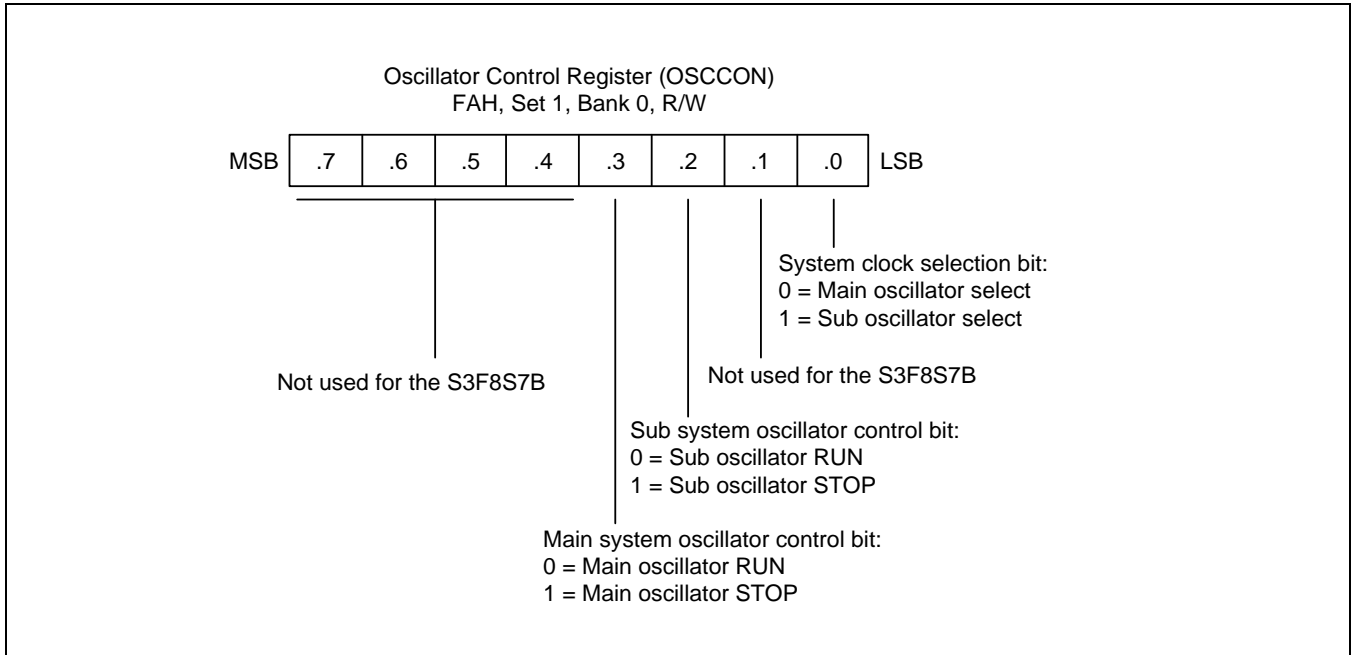 Oscillator Control Register (OSCCON)
FAH, Set 1, Bank 0, R/W
MSB .7 .6 .5 .4 .3 .2 .1 .0 LSB
System clock selection bit:
0 = Main oscillator select
1 = Sub oscillator select
Not used for the S3F8S7B
Not used for the S3F8S7B
Sub system oscillator control bit:
0 = Sub oscillator RUN
1 = Sub oscillator STOP
Main system oscillator control bit:
0 = Main oscillator RUN
1 = Main oscillator STOP